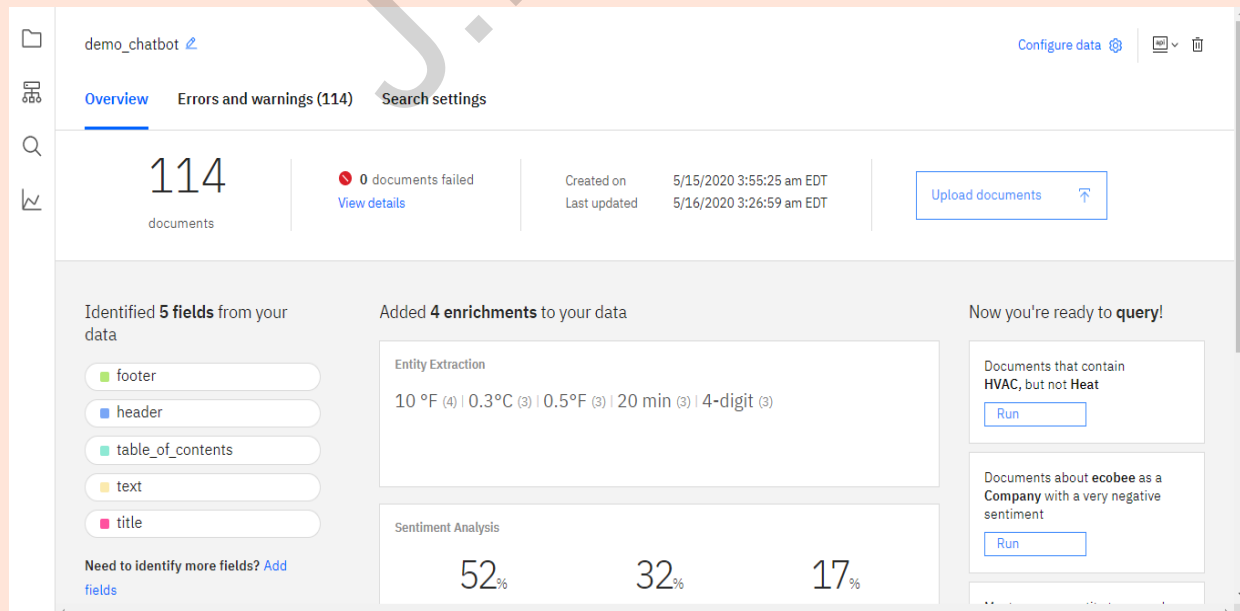 demo_chatbot
Configure data
api
Overview
Errors and warnings (114)
Search settings
114
documents
0 documents failed
View details
Created on 5/15/2020 3:55:25 am EDT
Last updated 5/16/2020 3:26:59 am EDT
Upload documents
Identified 5 fields from your
data
footer
header
table_of_contents
text
title
Need to identify more fields? Add
fields
Added 4 enrichments to your data
Entity Extraction
10 °F (4) | 0.3°C (3) | 0.5°F (3) | 20 min (3) | 4-digit (3)
Sentiment Analysis
52% 32% 17%
Now you're ready to query!
Documents that contain
HVAC, but not Heat
Run
Documents about ecobee as a
Company with a very negative
sentiment
Run